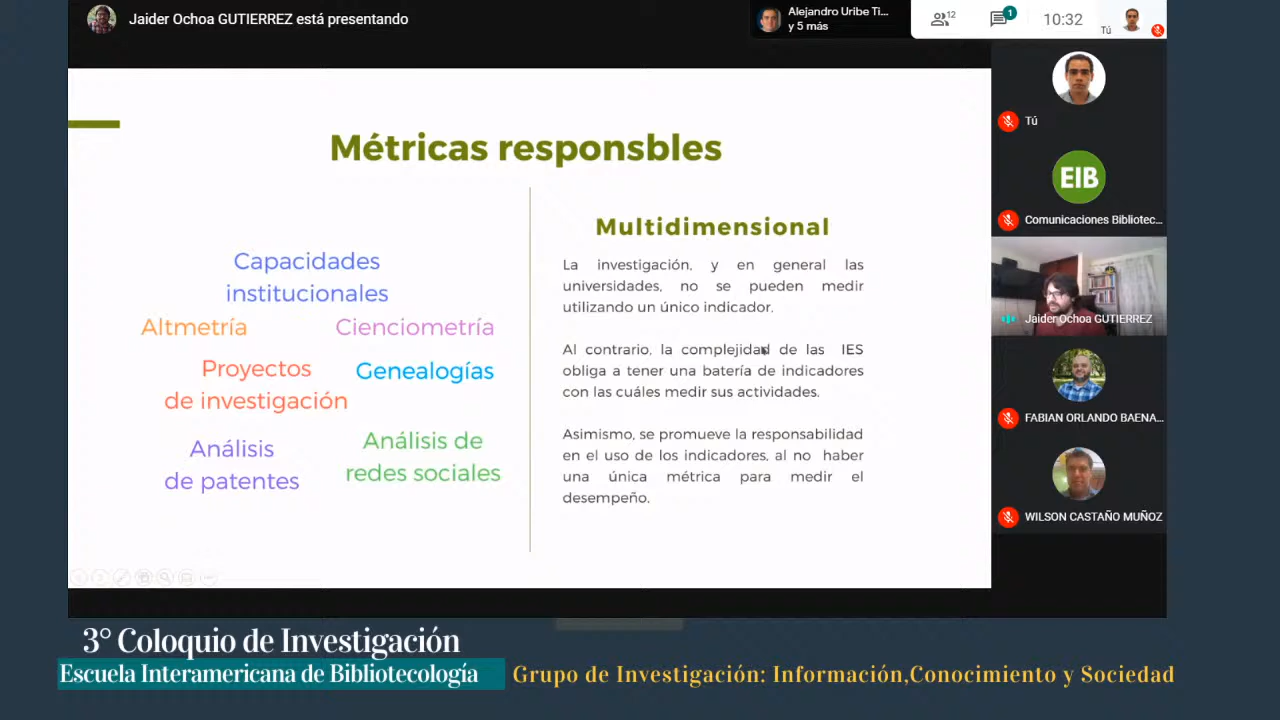 Jaider Ochoa GUTIERREZ está presentando
Alejandro Uribe Ti...
y 5 más
12
1
10:32
Tú
Métricas responsbles
Capacidades
institucionales
Altmetría
Cienciometría
Proyectos
de investigación
Genealogías
Análisis
de patentes
Análisis de
redes sociales
Multidimensional
La investigación, y en general las
universidades, no se pueden medir
utilizando un único indicador.
Al contrario, la complejidad de las IES
obliga a tener una batería de indicadores
con las cuáles medir sus actividades.
Asimismo, se promueve la responsabilidad
en el uso de los indicadores, al no haber
una única métrica para medir el
desempeño.
Tú
EIB
Comunicaciones Bibliotec...
Jaider Ochoa GUTIERREZ
FABIAN ORLANDO BAENA...
WILSON CASTAÑO MUÑOZ
3° Coloquio de Investigación
Escuela Interamericana de Bibliotecología
Grupo de Investigación: Información,Conocimiento y Sociedad